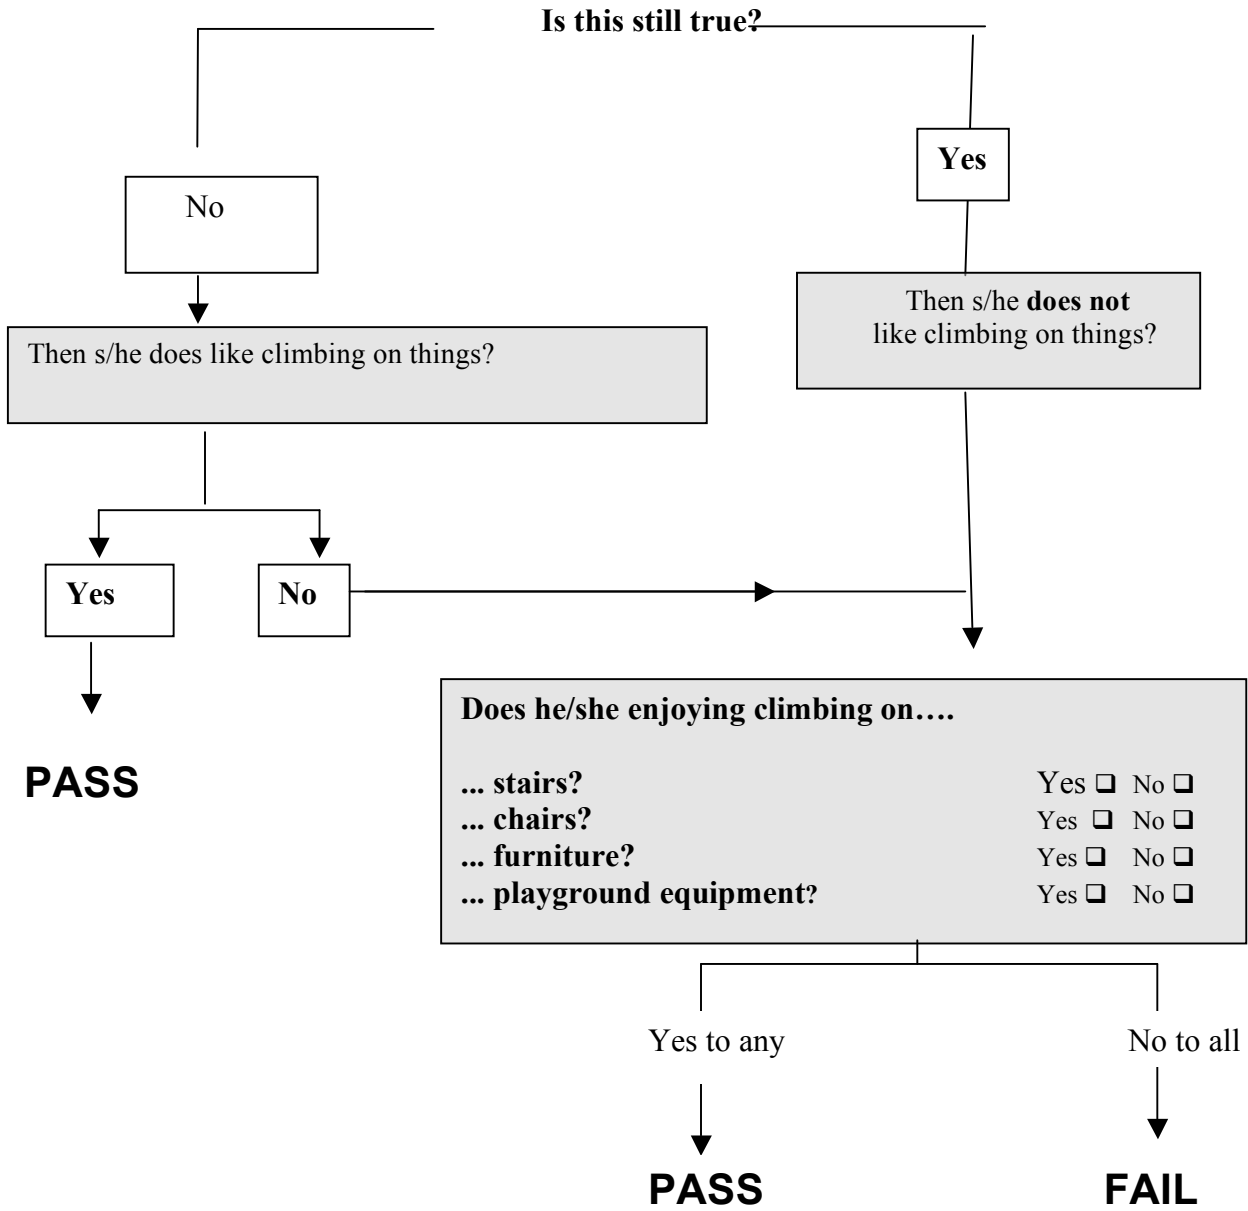 Is this still true?
Yes
No
Then s/he does not
like climbing on things?
Then s/he does like climbing on things?
Yes
No
Does he/she enjoying climbing on….
PASS
... stairs? Yes ❑ No ❑
... chairs? Yes ❑ No ❑
... furniture? Yes ❑ No ❑
... playground equipment? Yes ❑ No ❑
Yes to any
No to all
PASS
FAIL